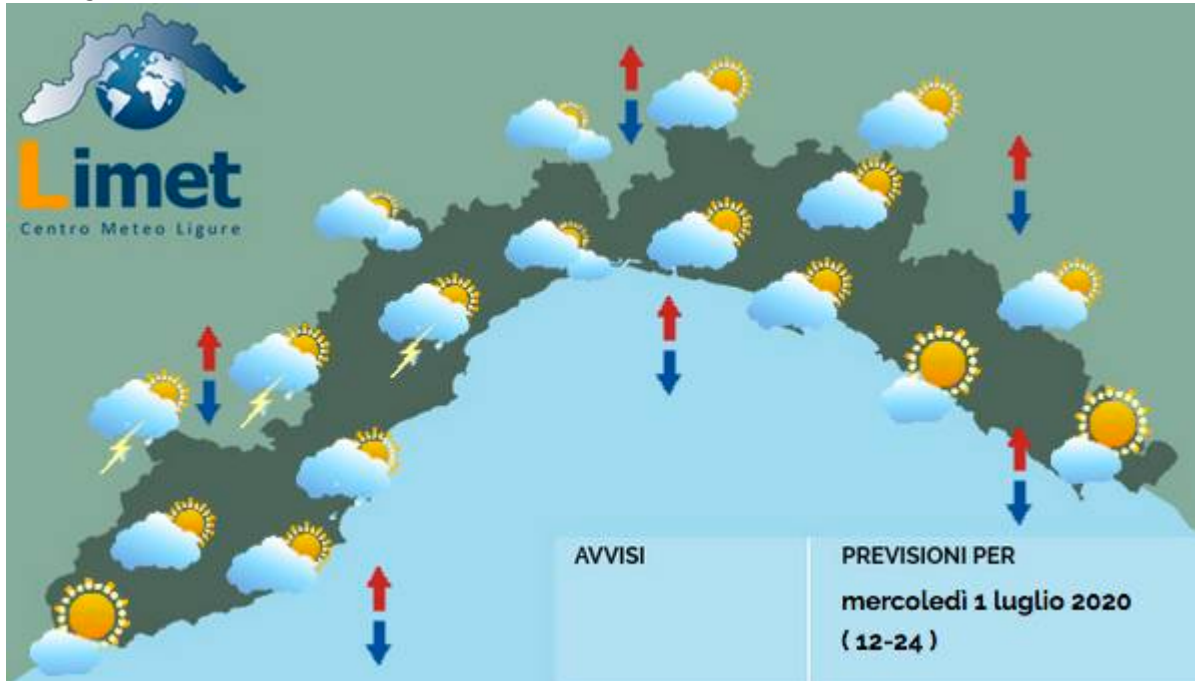 Limet
Centro Meteo Ligure
AVVISI
PREVISIONI PER
mercoledì 1 luglio 2020
( 12-24 )